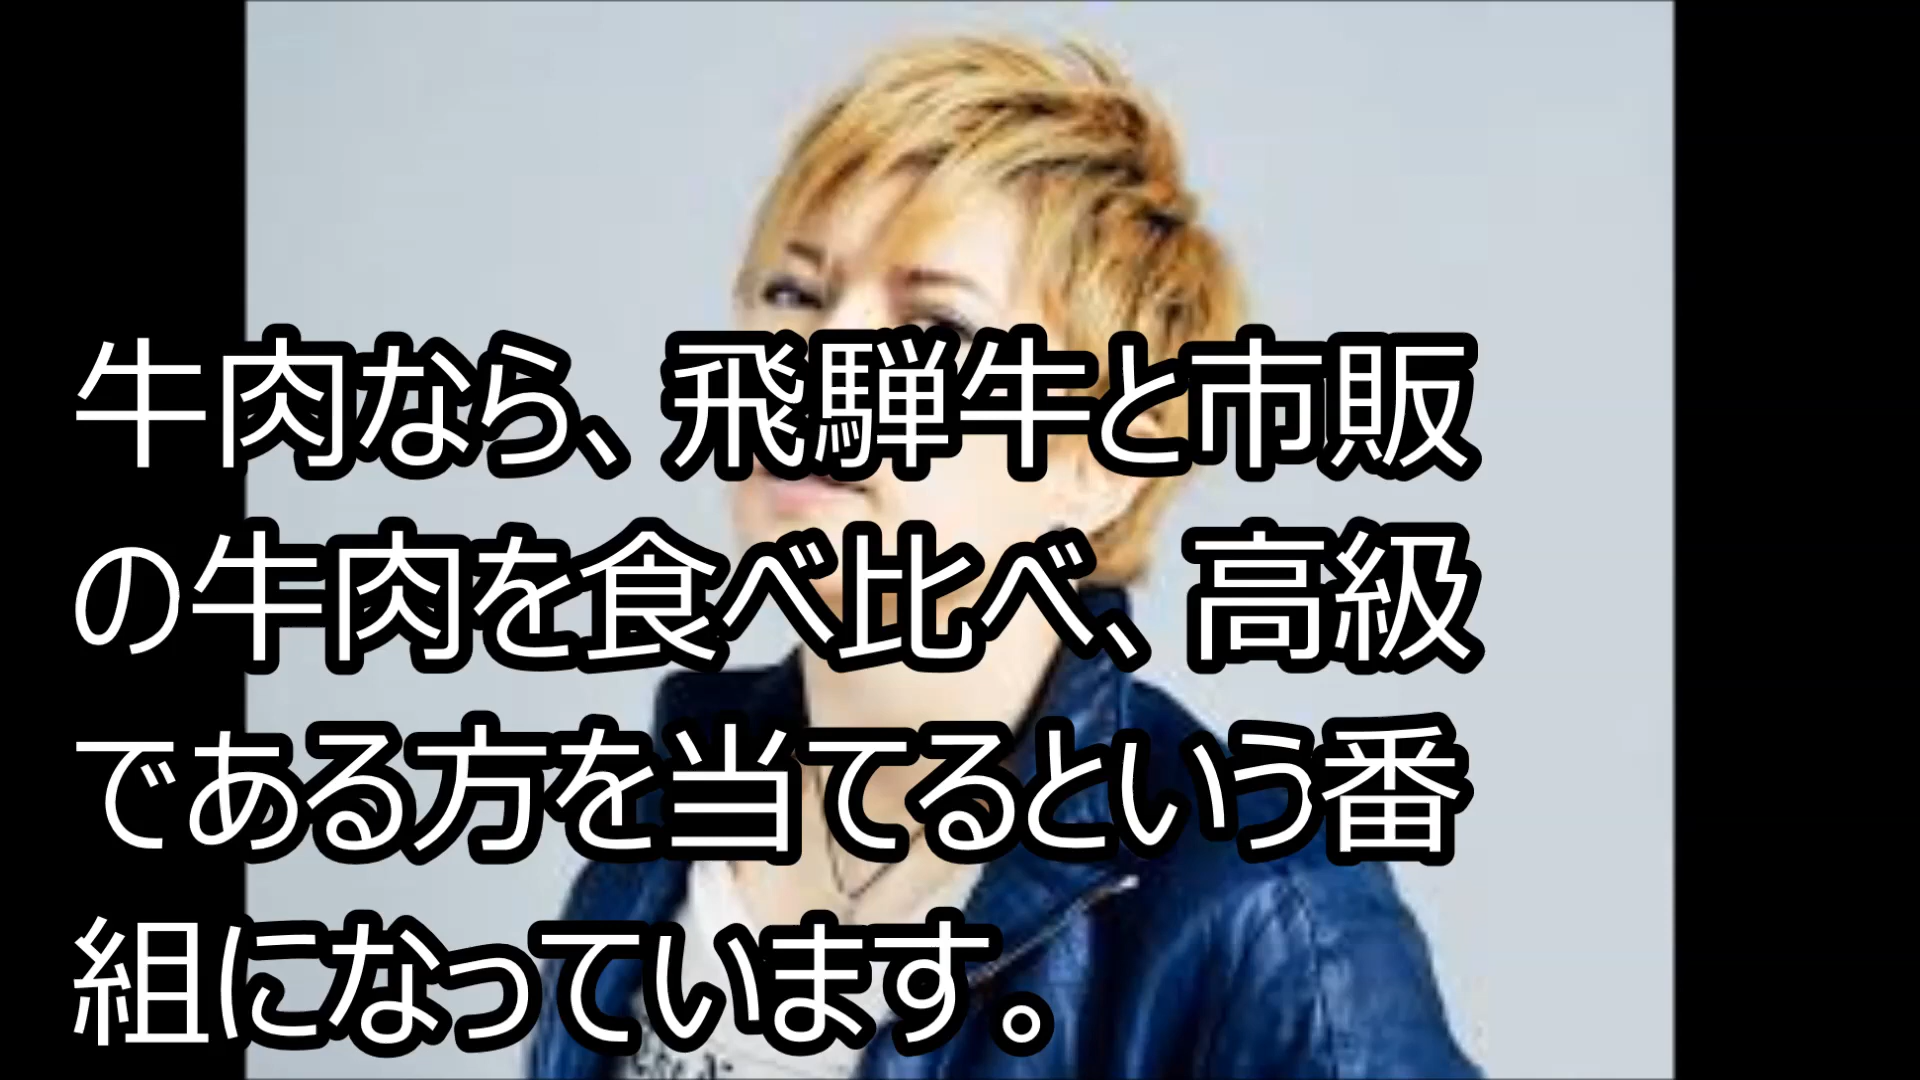 牛肉なら、飛騨牛と市販
の牛肉を食べ比べ、高級
である方を当てるという番
組になっています。